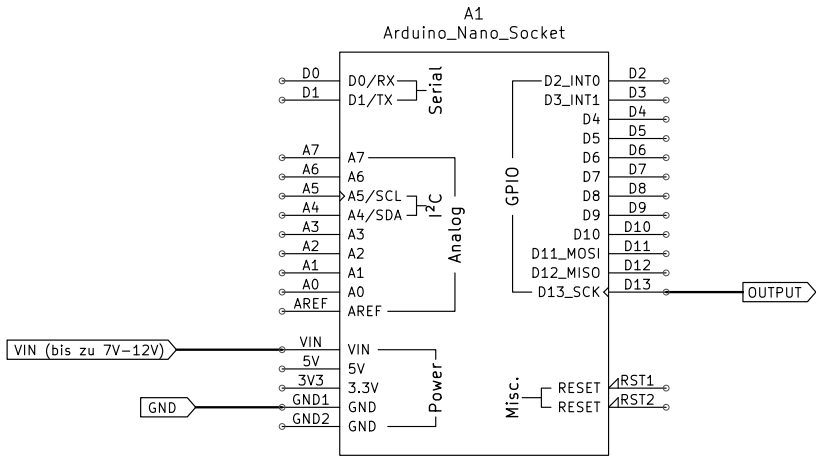 A1
Arduino_Nano_Socket
D0 D0/RX
D1 D1/TX
Serial
A7 A7
A6 A6
A5 A5/SCL
A4 A4/SDA
I²C
A3 A3
A2 A2
A1 A1
A0 A0
AREF AREF
Analog
VIN (bis zu 7V-12V)
VIN VIN
5V 5V
3V3 3.3V
GND
GND1 GND
GND2 GND
Power
D2_INT0 D2
D3_INT1 D3
D4 D4
D5 D5
D6 D6
D7 D7
D8 D8
D9 D9
D10 D10
D11_MOSI D11
D12_MISO D12
D13_SCK D13
GPIO
OUTPUT
Misc.
RESET RST1
RESET RST2